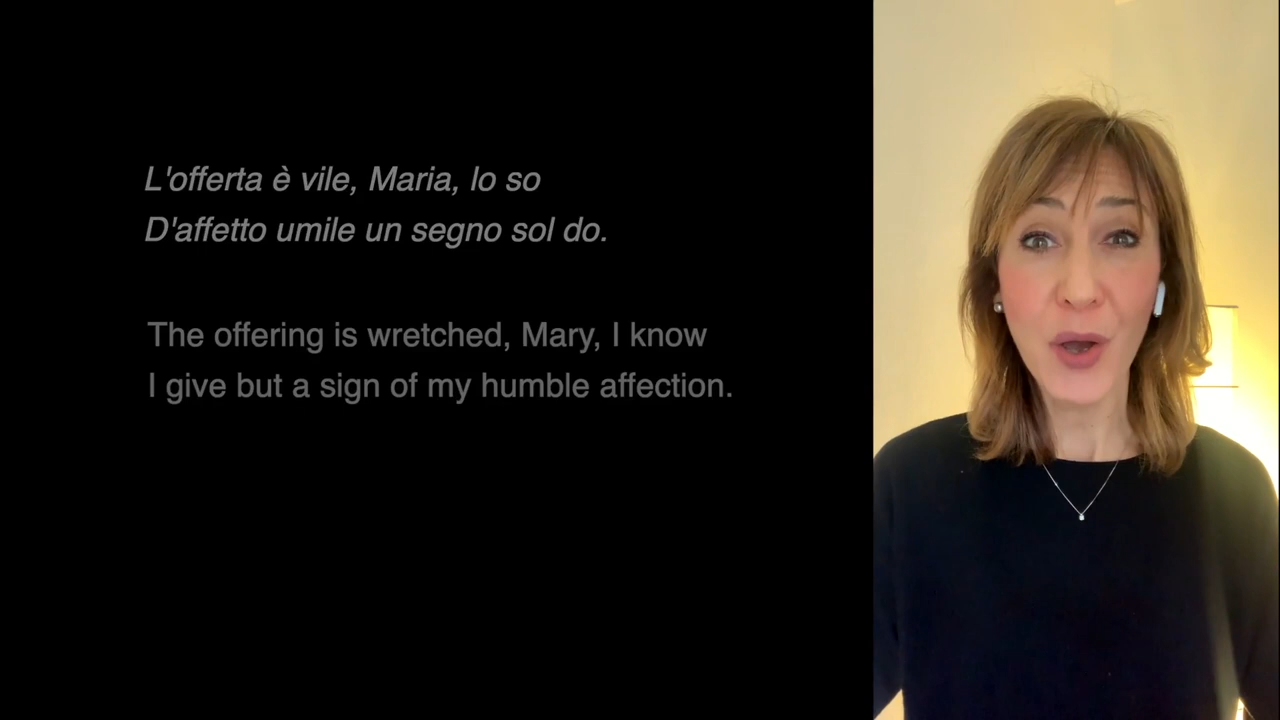 L'offerta è vile, Maria, lo so
D'affetto umile un segno sol do.
The offering is wretched, Mary, I know
I give but a sign of my humble affection.